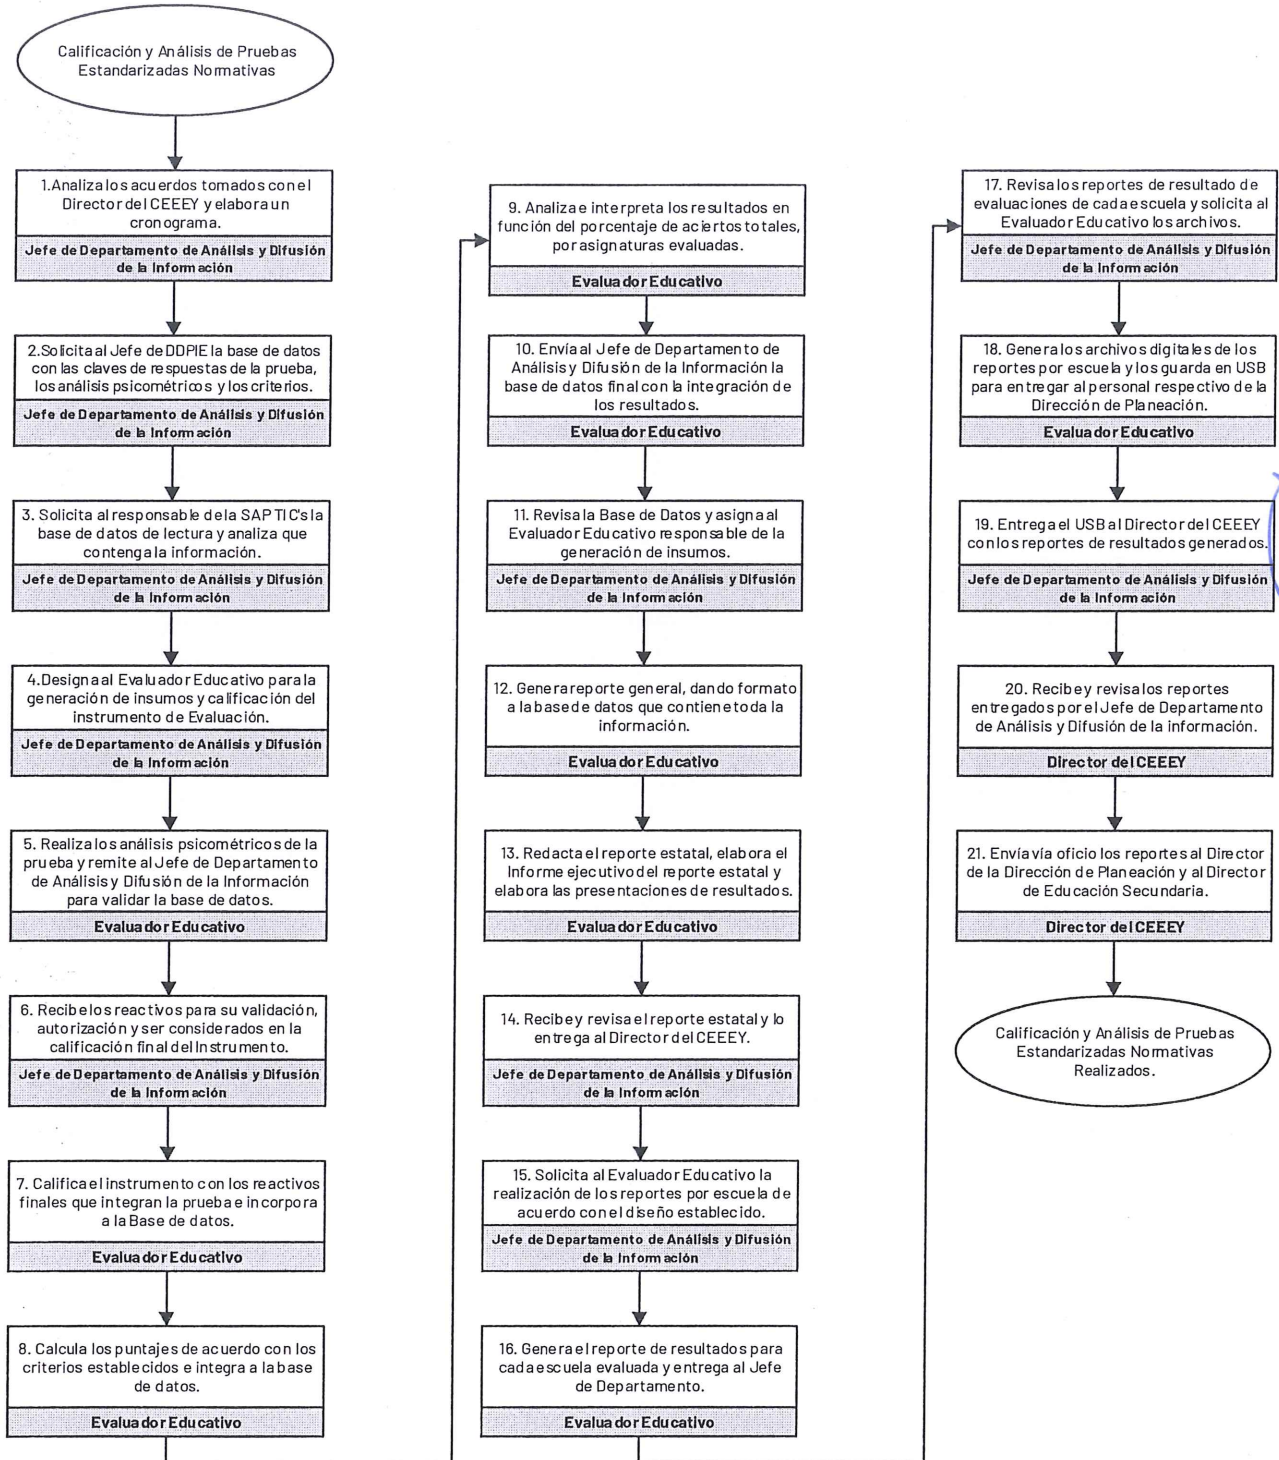 Calificación y Análisis de Pruebas
Estandarizadas Normativas
1.Analiza los acuerdos tomados con el
Director del CEEEY y elabora un
cronograma.
Jefe de Departamento de Análisis y Difusión
de la Información
2.Solicita al Jefe de DDPIE la base de datos
con las claves de respuestas de la prueba,
los análisis psicométricos y los criterios.
Jefe de Departamento de Análisis y Difusión
de la Información
3. Solicita al responsable de la SAPTIC's la
base de datos de lectura y analiza que
contenga la información.
Jefe de Departamento de Análisis y Difusión
de la Información
4.Designa al Evaluador Educativo para la
generación de insumos y calificación del
instrumento de Evaluación.
Jefe de Departamento de Análisis y Difusión
de la Información
5. Realiza los análisis psicométricos de la
prueba y remite al Jefe de Departamento
de Análisis y Difusión de la Información
para validar la base de datos.
Evaluador Educativo
6. Recibe los reactivos para su validación,
autorización y ser considerados en la
calificación final del Instrumento.
Jefe de Departamento de Análisis y Difusión
de la Información
7. Califica el instrumento con los reactivos
finales que integran la prueba e incorpora
a la Base de datos.
Evaluador Educativo
8. Calcula los puntajes de acuerdo con los
criterios establecidos e integra a la base
de datos.
Evaluador Educativo
9. Analiza e interpreta los resultados en
función del porcentaje de aciertos totales,
por asignaturas evaluadas.
Evaluador Educativo
10. Envía al Jefe de Departamento de
Análisis y Difusión de la Información la
base de datos final con la integración de
los resultados.
Evaluador Educativo
11. Revisa la Base de Datos y asigna al
Evaluador Educativo responsable de la
generación de insumos.
Jefe de Departamento de Análisis y Difusión
de la Información
12. Genera reporte general, dando formato
a la base de datos que contiene toda la
información.
Evaluador Educativo
13. Redacta el reporte estatal, elabora el
Informe ejecutivo del reporte estatal y
elabora las presentaciones de resultados.
Evaluador Educativo
14. Recibe y revisa el reporte estatal y lo
entrega al Director del CEEEY.
Jefe de Departamento de Análisis y Difusión
de la Información
15. Solicita al Evaluador Educativo la
realización de los reportes por escuela de
acuerdo con el diseño establecido.
Jefe de Departamento de Análisis y Difusión
de la Información
16. Genera el reporte de resultados para
cada escuela evaluada y entrega al Jefe
de Departamento.
Evaluador Educativo
17. Revisa los reportes de resultado de
evaluaciones de cada escuela y solicita al
Evaluador Educativo los archivos.
Jefe de Departamento de Análisis y Difusión
de la Información
18. Genera los archivos digitales de los
reportes por escuela y los guarda en USB
para entregar al personal respectivo de la
Dirección de Planeación.
Evaluador Educativo
19. Entrega el USB al Director del CEEEY
con los reportes de resultados generados.
Jefe de Departamento de Análisis y Difusión
de la Información
20. Recibe y revisa los reportes
entregados por el Jefe de Departamento
de Análisis y Difusión de la información.
Director del CEEEY
21. Envía vía oficio los reportes al Director
de la Dirección de Planeación y al Director
de Educación Secundaria.
Director del CEEEY
Calificación y Análisis de Pruebas
Estandarizadas Normativas
Realizados.